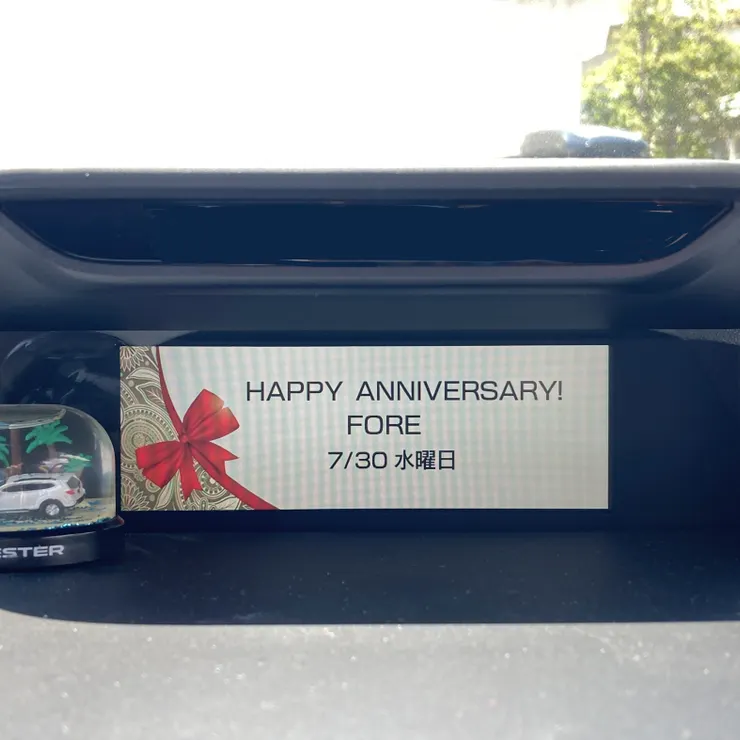 HAPPY ANNIVERSARY!
FORE
7/30 水曜日
ESTER